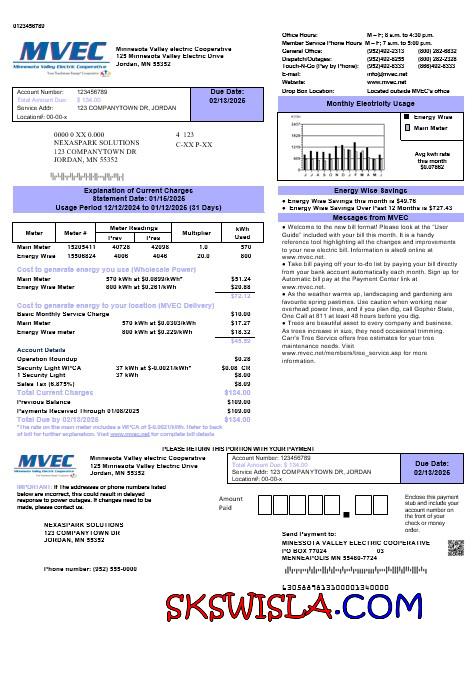 0123456789
MVEC
Minnesota Valley Electric Cooperative
Your Touchstone Energy® Cooperative
Minnesota Valley electric Cooperative
125 Minnesota Valley Electric Drve
Jordan, MN 55352
Office Hours: M – F; 8 a.m. to 4:30 p.m.
Member Service Phone Hours M – F; 7 a.m. to 5:00 p.m.
General: (952)492-2313 (800) 282-6832
Dispatch/Outages: (952)492-8255 (800) 232-2328
Touch-N-Go (Pay by Phone): (952)492-8333 (866)492-8333
E-mail: info@mvec.net
Website: www.mvec.net
Drop Box Location: Located outside MVEC's office
Account Number: 123456789
Total Amount Due: $ 134.00
Service Addr: 123 COMPANYTOWN DR, JORDAN
Location#: 00-00-x
Due Date:
02/13/2025
0000 0 XX 0.000 4 123
NEXASPARK SOLUTIONS C-XX P-XX
123 COMPANYTOWN DR
JORDAN, MN 55352
Monthly Electricity Usage
kWh
J F M A M J J A S O N D J
Energy Wise
Main Meter
Avg kwh rate
this month
$0.07862
Explanation of Current Charges
Statement Date: 01/15/2025
Usage Period 12/12/2024 to 01/12/2025 (31 Days)
Meter Meter # Meter Readings Multiplier kWh
Prev Pres Used
Main Meter 15205411 40728 42098 1.0 570
Energy Wise 15506824 4006 4046 20.0 800
Cost to generate energy you use (Wholesale Power)
Main Meter 570 kWh at $0.0899/kWh* $51.24
Energy Wise 800 kWh at $0.261/kWh $20.88
$72.12
Cost to generate energy to your location (MVEC Delivery)
Basic Monthly Service Charge $10.00
Main Meter 570 kWh at $0.0303/kWh $17.27
Energy Wise meter 800 kWh at $0.229/kWh $18.32
$45.59
Account Details
Operation Roundup $0.28
Security Light WPCA 37 kWh at $-0.0021/kWh* $0.08 CR
1 Security Light 37 kWh $8.00
Sales Tax (6.875%) $8.09
Total Current Charges $134.00
Previous Balance $109.00
Payments Received Through 01/08/2025 $109.00
Total Due by 02/13/2025 $134.00
*The rate on the main meter includes a WPCA of $-0.0021/kWh. Refer to back
of bill for further explanation. Visit www.mvec.net for complete bill details
Energy Wise Savings
● Energy Wise Savings this month is $49.76
● Energy Wise Savings Over Past 12 Months is $727.43
Messages from MVEC
● Welcome to the new bill format! Please look at the "User
Guide" included with your bill this month. It is a handy
reference tool highlighting all the changes and improvements
to your new electric bill. Information is also@ online at
www.mvec.net.
● Take bill paying off your to-do list by paying your bill directly
from your bank account automatically each month. Sign up for
Automatic bill pay at the Payment Center link at
www.mvec.net.
● As the weather warms up, landscaping and gardening are
favourite spring pastimes. Use caution when working near
overhead power lines, and if you plan dig, call Gopher State,
One Call at 811 at least 48 hours before you dig.
● Trees are beautiful asset to every company and business.
As trees increase in size, they need occasional trimming.
Carr's Tree Service offers free estimates for your tree
maintenance needs. Visit
www.mvec.net/members/tree_service.asp for more
information.
PLEASE RETURN THIS PORTION WITH YOUR PAYMENT
MVEC
Minnesota Valley Electric Cooperative
Minnesota Valley electric Cooperative
125 Minnesota Valley Electric Drive
Jordan, MN 55352
Account Number: 123456789
Total Amount Due: $ 134.00
Service Addr: 123 COMPANYTOWN DR, JORDAN
Location#: 00-00-x
Due Date:
02/13/2025
IMPORTANT: If The addresses or phone numbers listed
below are incorrect, this could result in delayed
response to power outages. If changes need to be
made, please contact us.
Amount
Paid
Enclose this payment
stub and include your
account number on
the front of your
check or money
order.
NEXASPARK SOLUTIONS
123 COMPANYTOWN DR
JORDAN, MN 55352
Send Payment to:
MINESSOTA VALLEY ELECTRIC COOPERATIVE
PO BOX 77024 03
MENNEAPOLIS MN 55480-7724
Phone number: (952) 555-0000
SKSWISLA.COM